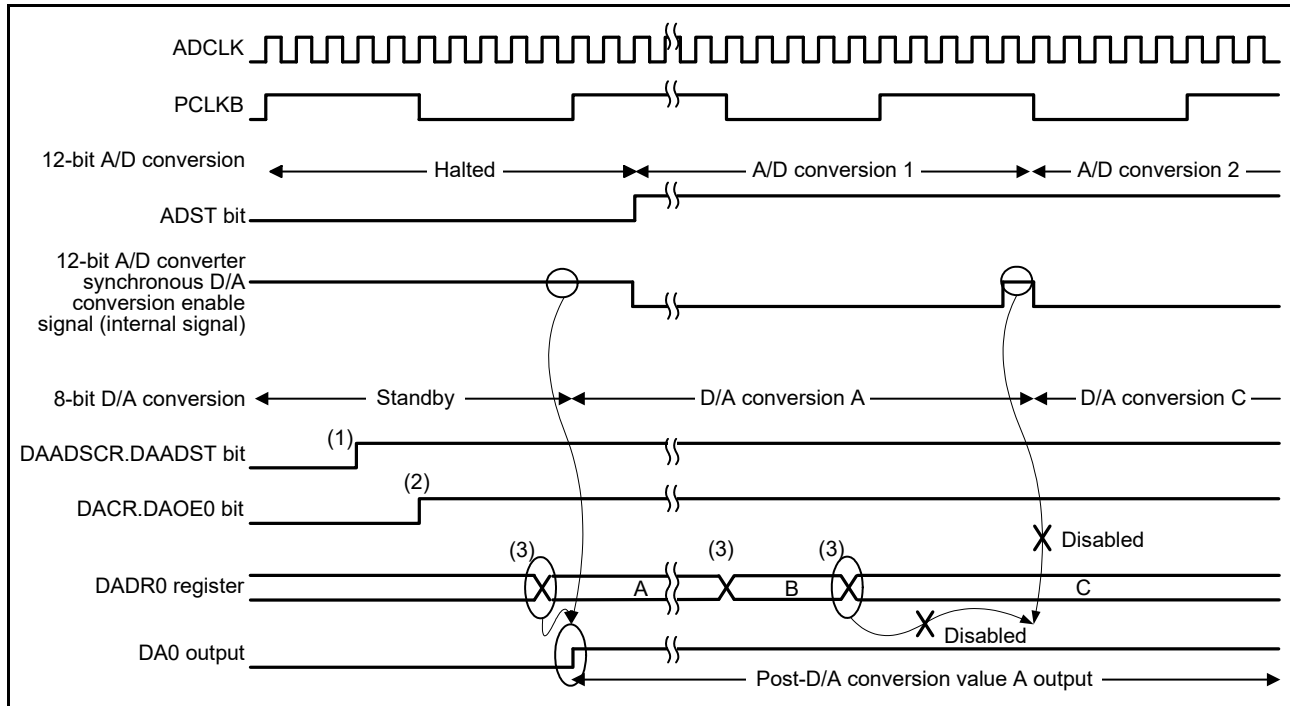 ADCLK
PCLKB
12-bit A/D conversion
Halted
A/D conversion 1
A/D conversion 2
ADST bit
12-bit A/D converter
synchronous D/A
conversion enable
signal (internal signal)
8-bit D/A conversion
Standby
D/A conversion A
D/A conversion C
DAADSCR.DAADST bit
(1)
DACR.DAOE0 bit
(2)
Disabled
DADR0 register
(3)
A
(3)
B
(3)
C
Disabled
DA0 output
Post-D/A conversion value A output